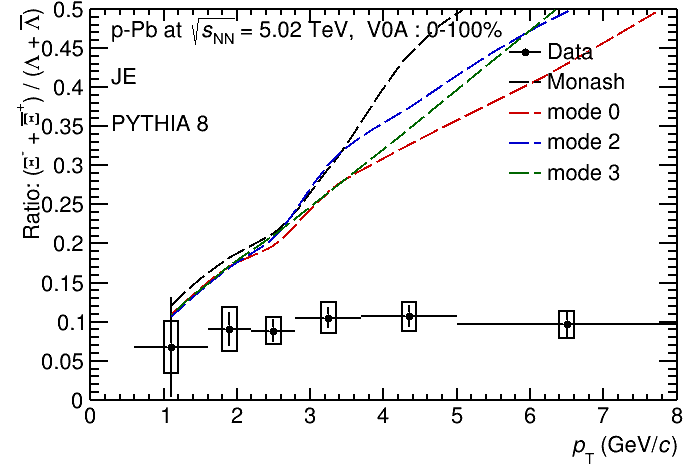 p-Pb at √sNN = 5.02 TeV, V0A : 0-100%
JE
PYTHIA 8
Data
Monash
mode 0
mode 2
mode 3
Ratio: (Ξ⁻ + Ξ̅⁺) / (Λ + Λ̅)
0.5
0.45
0.4
0.35
0.3
0.25
0.2
0.15
0.1
0.05
0
0 1 2 3 4 5 6 7 8
pT (GeV/c)